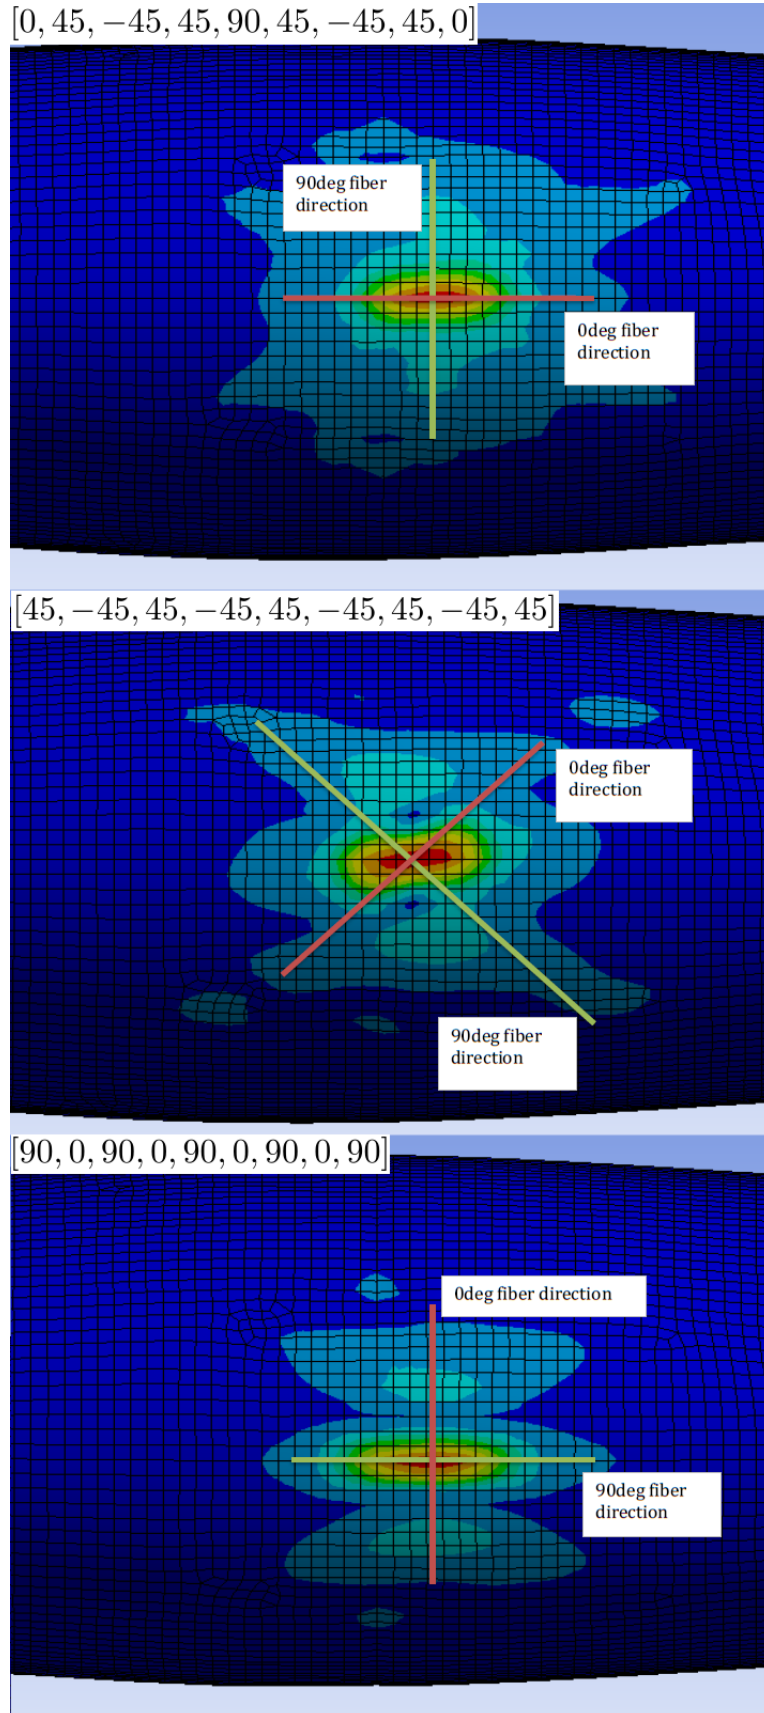 [0, 45, −45, 45, 90, 45, −45, 45, 0]
90deg fiber
direction
0deg fiber
direction
[45, −45, 45, −45, 45, −45, 45, −45, 45]
0deg fiber
direction
90deg fiber
direction
[90, 0, 90, 0, 90, 0, 90, 0, 90]
0deg fiber direction
90deg fiber
direction